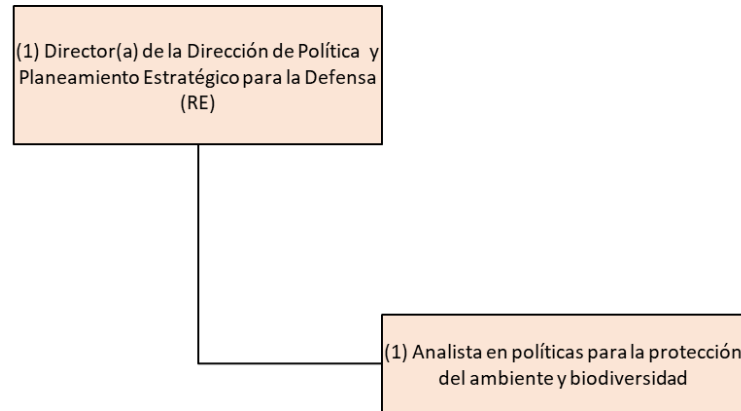 (1) Director(a) de la Dirección de Política y
Planeamiento Estratégico para la Defensa
(RE)
(1) Analista en políticas para la protección
del ambiente y biodiversidad